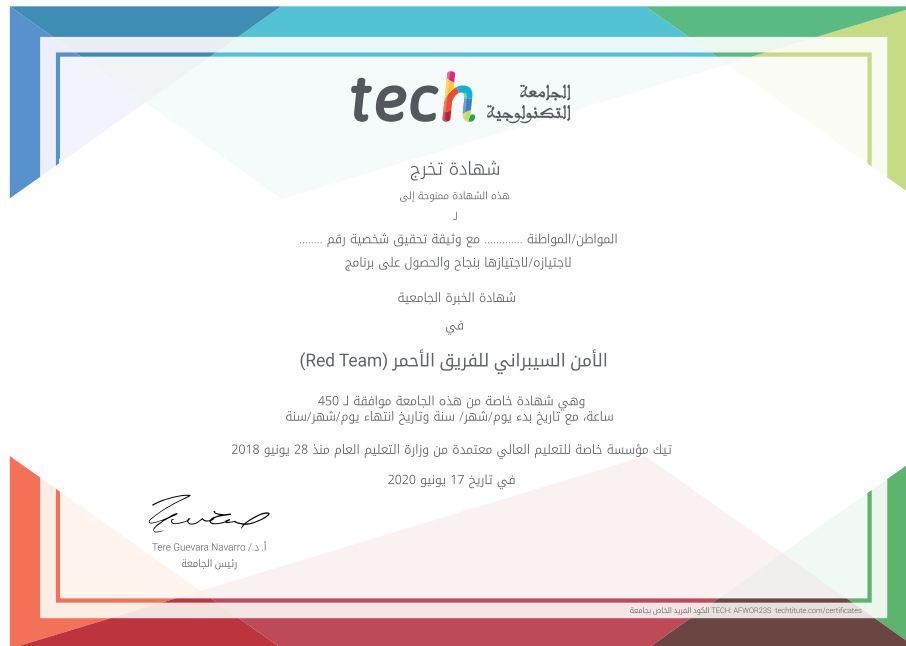 tech الجامعة
التكنولوجية
شهادة تخرج
هذه الشهادة ممنوحة إلى
لـ
المواطن/المواطنة ............ مع وثيقة تحقيق شخصية رقم ........
لاجتيازه/لاجتيازها بنجاح والحصول على برنامج
شهادة الخبرة الجامعية
في
الأمن السيبراني للفريق الأحمر (Red Team)
وهي شهادة خاصة من هذه الجامعة موافقة لـ 450
ساعة، مع تاريخ بدء يوم/شهر/ سنة وتاريخ انتهاء يوم/شهر/سنة
تيك مؤسسة خاصة للتعليم العالي معتمدة من وزارة التعليم العام منذ 28 يونيو 2018
في تاريخ 17 يونيو 2020
أ. د./ Tere Guevara Navarro
رئيس الجامعة
الكود الفريد الخاص بجامعة TECH: AFWOR23S techtitute.com/certificates